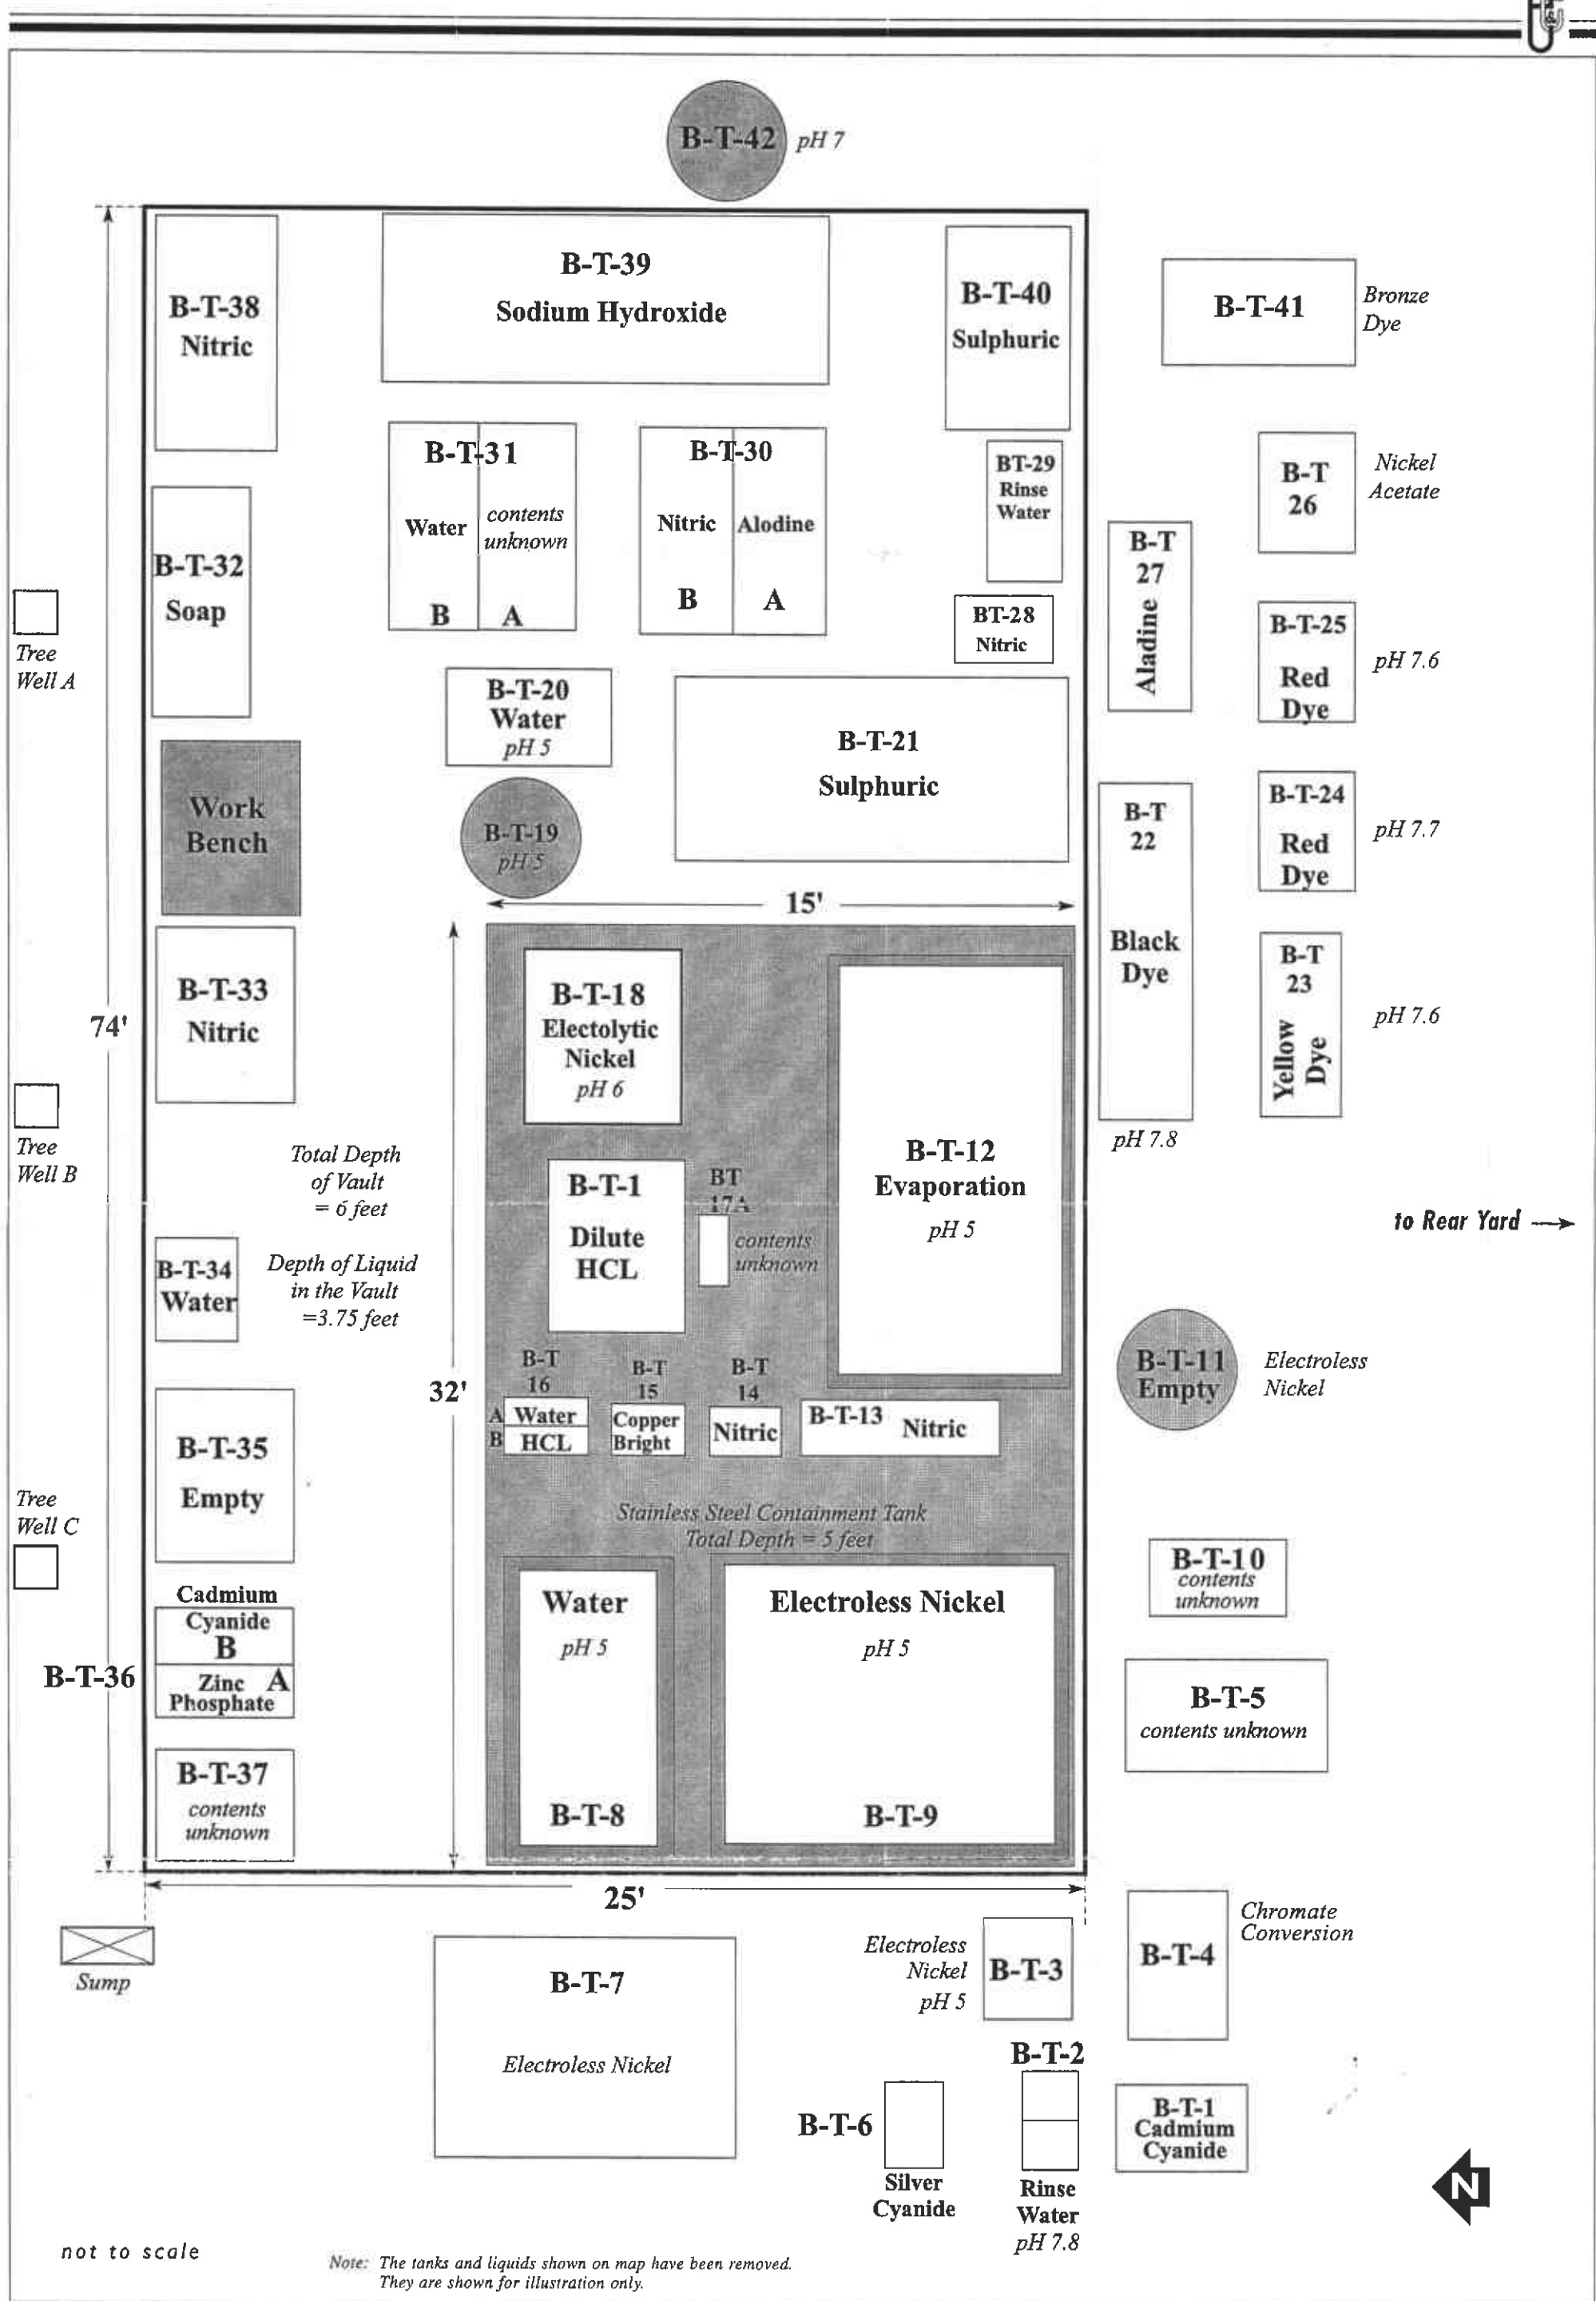 B-T-42 pH 7
B-T-38
Nitric
B-T-39
Sodium Hydroxide
B-T-40
Sulphuric
B-T-41
Bronze
Dye
B-T-31
Water
contents
unknown
B A
B-T-30
Nitric Alodine
B A
BT-29
Rinse
Water
B-T
26
Nickel
Acetate
B-T-32
Soap
Tree
Well A
BT-28
Nitric
B-T
27
Aladine
B-T-25
Red
Dye
pH 7.6
B-T-20
Water
pH 5
B-T-21
Sulphuric
Work
Bench
B-T-19
pH 5
B-T
22
Black
Dye
pH 7.8
B-T-24
Red
Dye
pH 7.7
15'
B-T-33
Nitric
74'
B-T-18
Electolytic
Nickel
pH 6
B-T
23
Yellow
Dye
pH 7.6
Tree
Well B
Total Depth
of Vault
= 6 feet
B-T-1
Dilute
HCL
BT
17A
contents
unknown
B-T-12
Evaporation
pH 5
to Rear Yard
B-T-34
Water
Depth of Liquid
in the Vault
=3.75 feet
32'
B-T
16
A Water
B HCL
B-T
15
Copper
Bright
B-T
14
Nitric
B-T-13 Nitric
B-T-11
Empty
Electroless
Nickel
B-T-35
Empty
Tree
Well C
Stainless Steel Containment Tank
Total Depth = 5 feet
B-T-10
contents
unknown
Cadmium
Cyanide
B
B-T-36
Zinc A
Phosphate
Water
pH 5
B-T-8
Electroless Nickel
pH 5
B-T-9
B-T-5
contents unknown
B-T-37
contents
unknown
25'
Sump
B-T-7
Electroless Nickel
Electroless
Nickel
pH 5
B-T-3
B-T-4
Chromate
Conversion
B-T-2
Rinse
Water
pH 7.8
B-T-6
Silver
Cyanide
B-T-1
Cadmium
Cyanide
N
not to scale
Note: The tanks and liquids shown on map have been removed.
They are shown for illustration only.